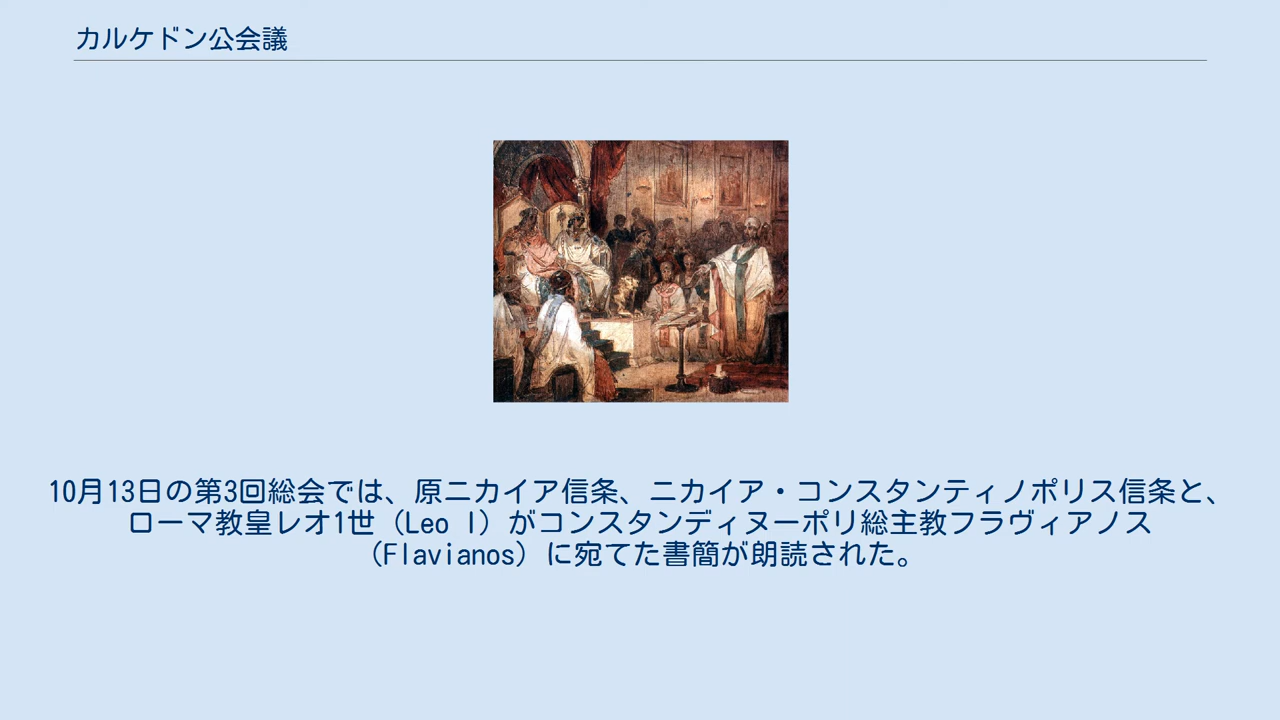 カルケドン公会議
10月13日の第3回総会では、原ニカイア信条、ニカイア・コンスタンティノポリス信条と、
ローマ教皇レオ1世（Leo I）がコンスタンディヌーポリ総主教フラヴィアノス
（Flavianos）に宛てた書簡が朗読された。